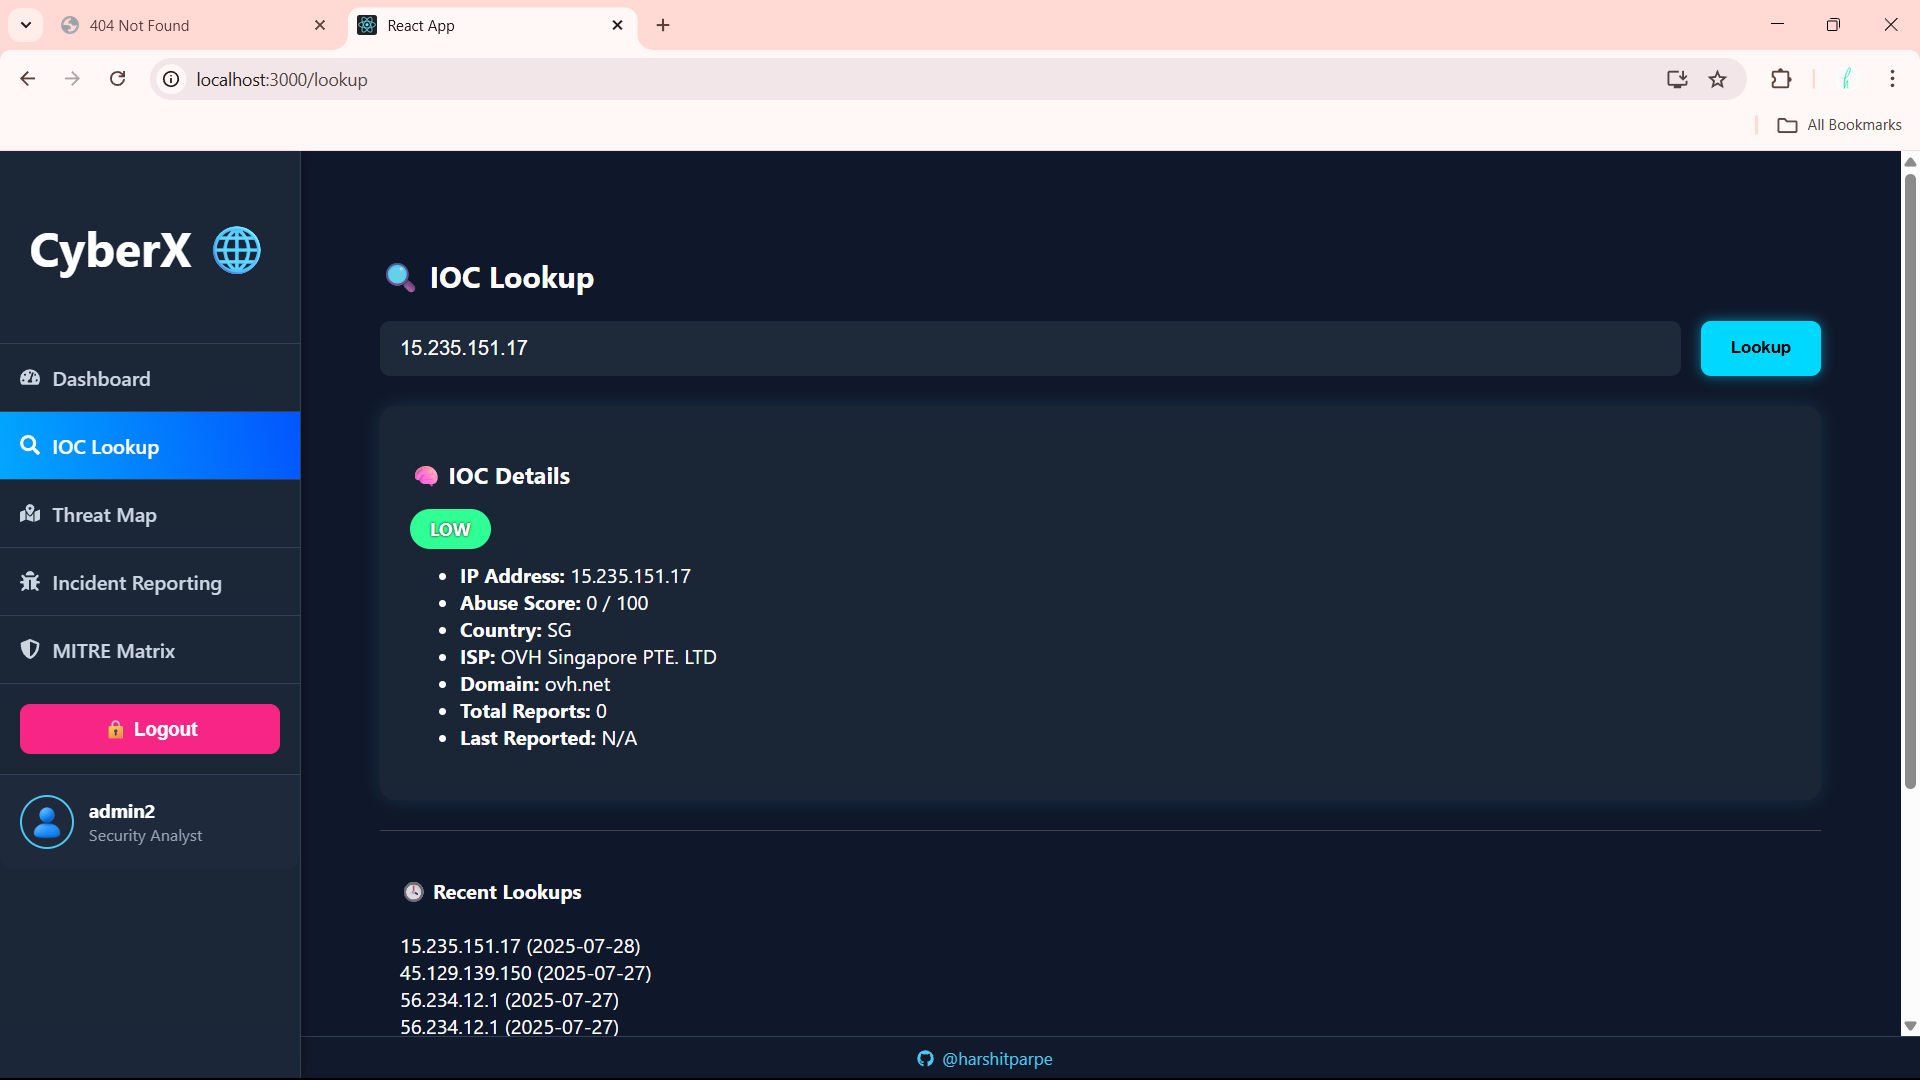 404 Not Found
React App
localhost:3000/lookup
All Bookmarks
CyberX
Dashboard
IOC Lookup
Threat Map
Incident Reporting
MITRE Matrix
Logout
admin2
Security Analyst
IOC Lookup
15.235.151.17
Lookup
IOC Details
LOW
IP Address: 15.235.151.17
Abuse Score: 0 / 100
Country: SG
ISP: OVH Singapore PTE. LTD
Domain: ovh.net
Total Reports: 0
Last Reported: N/A
Recent Lookups
15.235.151.17 (2025-07-28)
45.129.139.150 (2025-07-27)
56.234.12.1 (2025-07-27)
56.234.12.1 (2025-07-27)
@harshitparpe